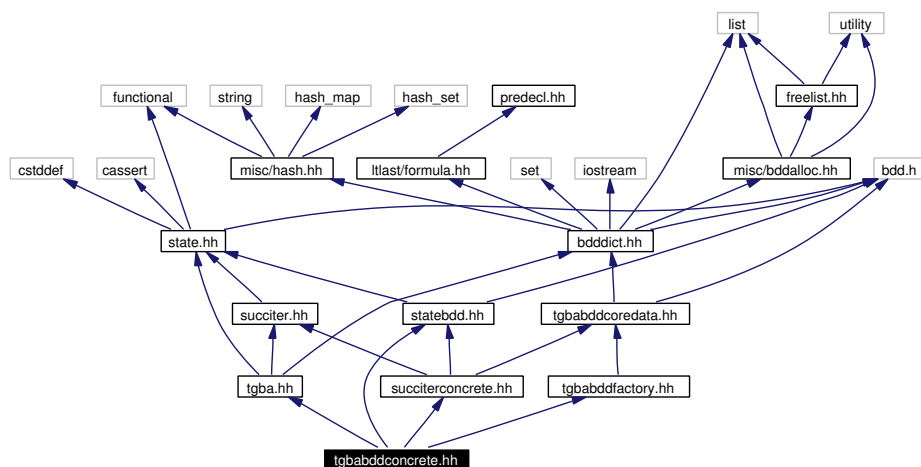 list
utility
functional
string
hash_map
hash_set
predecl.hh
freelist.hh
cstddef
cassert
misc/hash.hh
ltlast/formula.hh
set
iostream
misc/bddalloc.hh
bdd.h
state.hh
bdddict.hh
succiter.hh
statebdd.hh
tgbabddcoredata.hh
tgba.hh
succiterconcrete.hh
tgbabddfactory.hh
tgbabddconcrete.hh